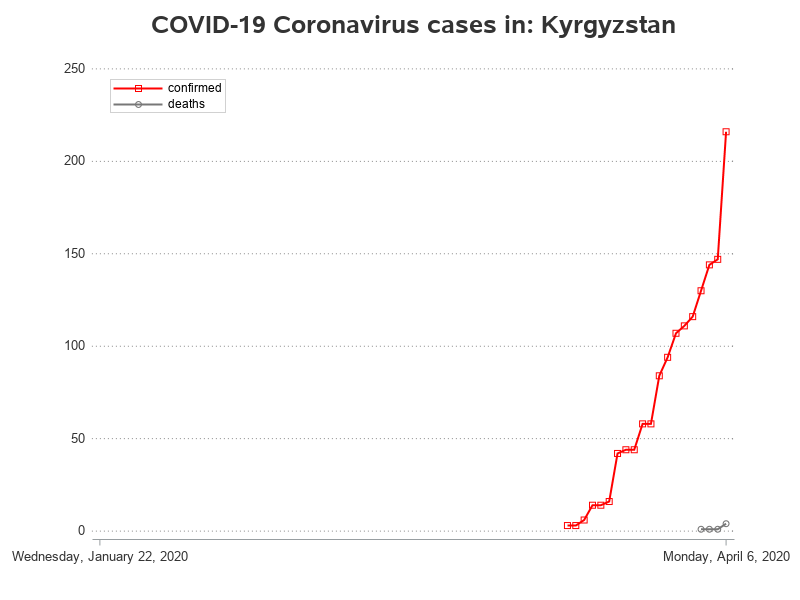 COVID-19 Coronavirus cases in: Kyrgyzstan
250
confirmed
deaths
200
150
100
50
0
Wednesday, January 22, 2020
Monday, April 6, 2020